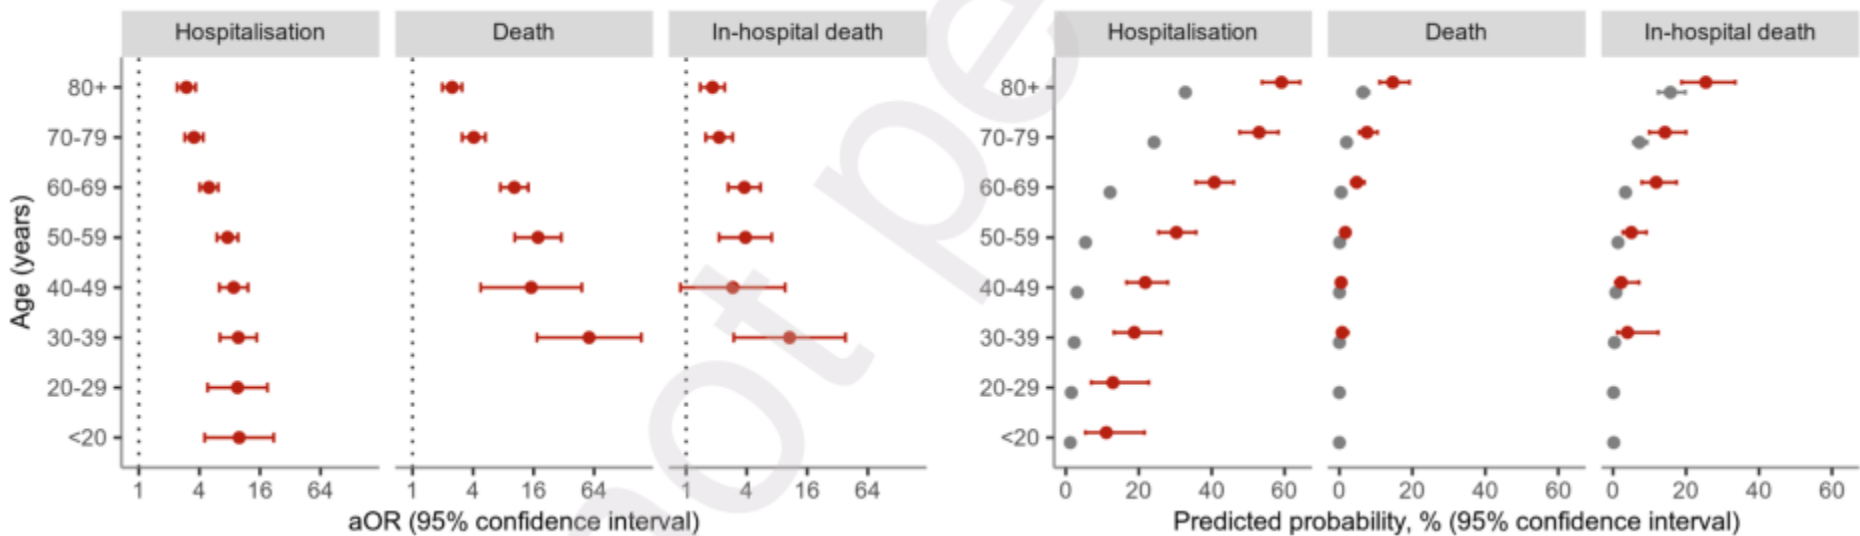 Hospitalisation Death In-hospital death Hospitalisation Death In-hospital death
80+ 80+
70-79 70-79
60-69 60-69
50-59 50-59
40-49 40-49
30-39 30-39
20-29 20-29
<20 <20
Age (years)
1 4 16 64 1 4 16 64 1 4 16 64 0 20 40 60 0 20 40 60 0 20 40 60
aOR (95% confidence interval) Predicted probability, % (95% confidence interval)
not pe